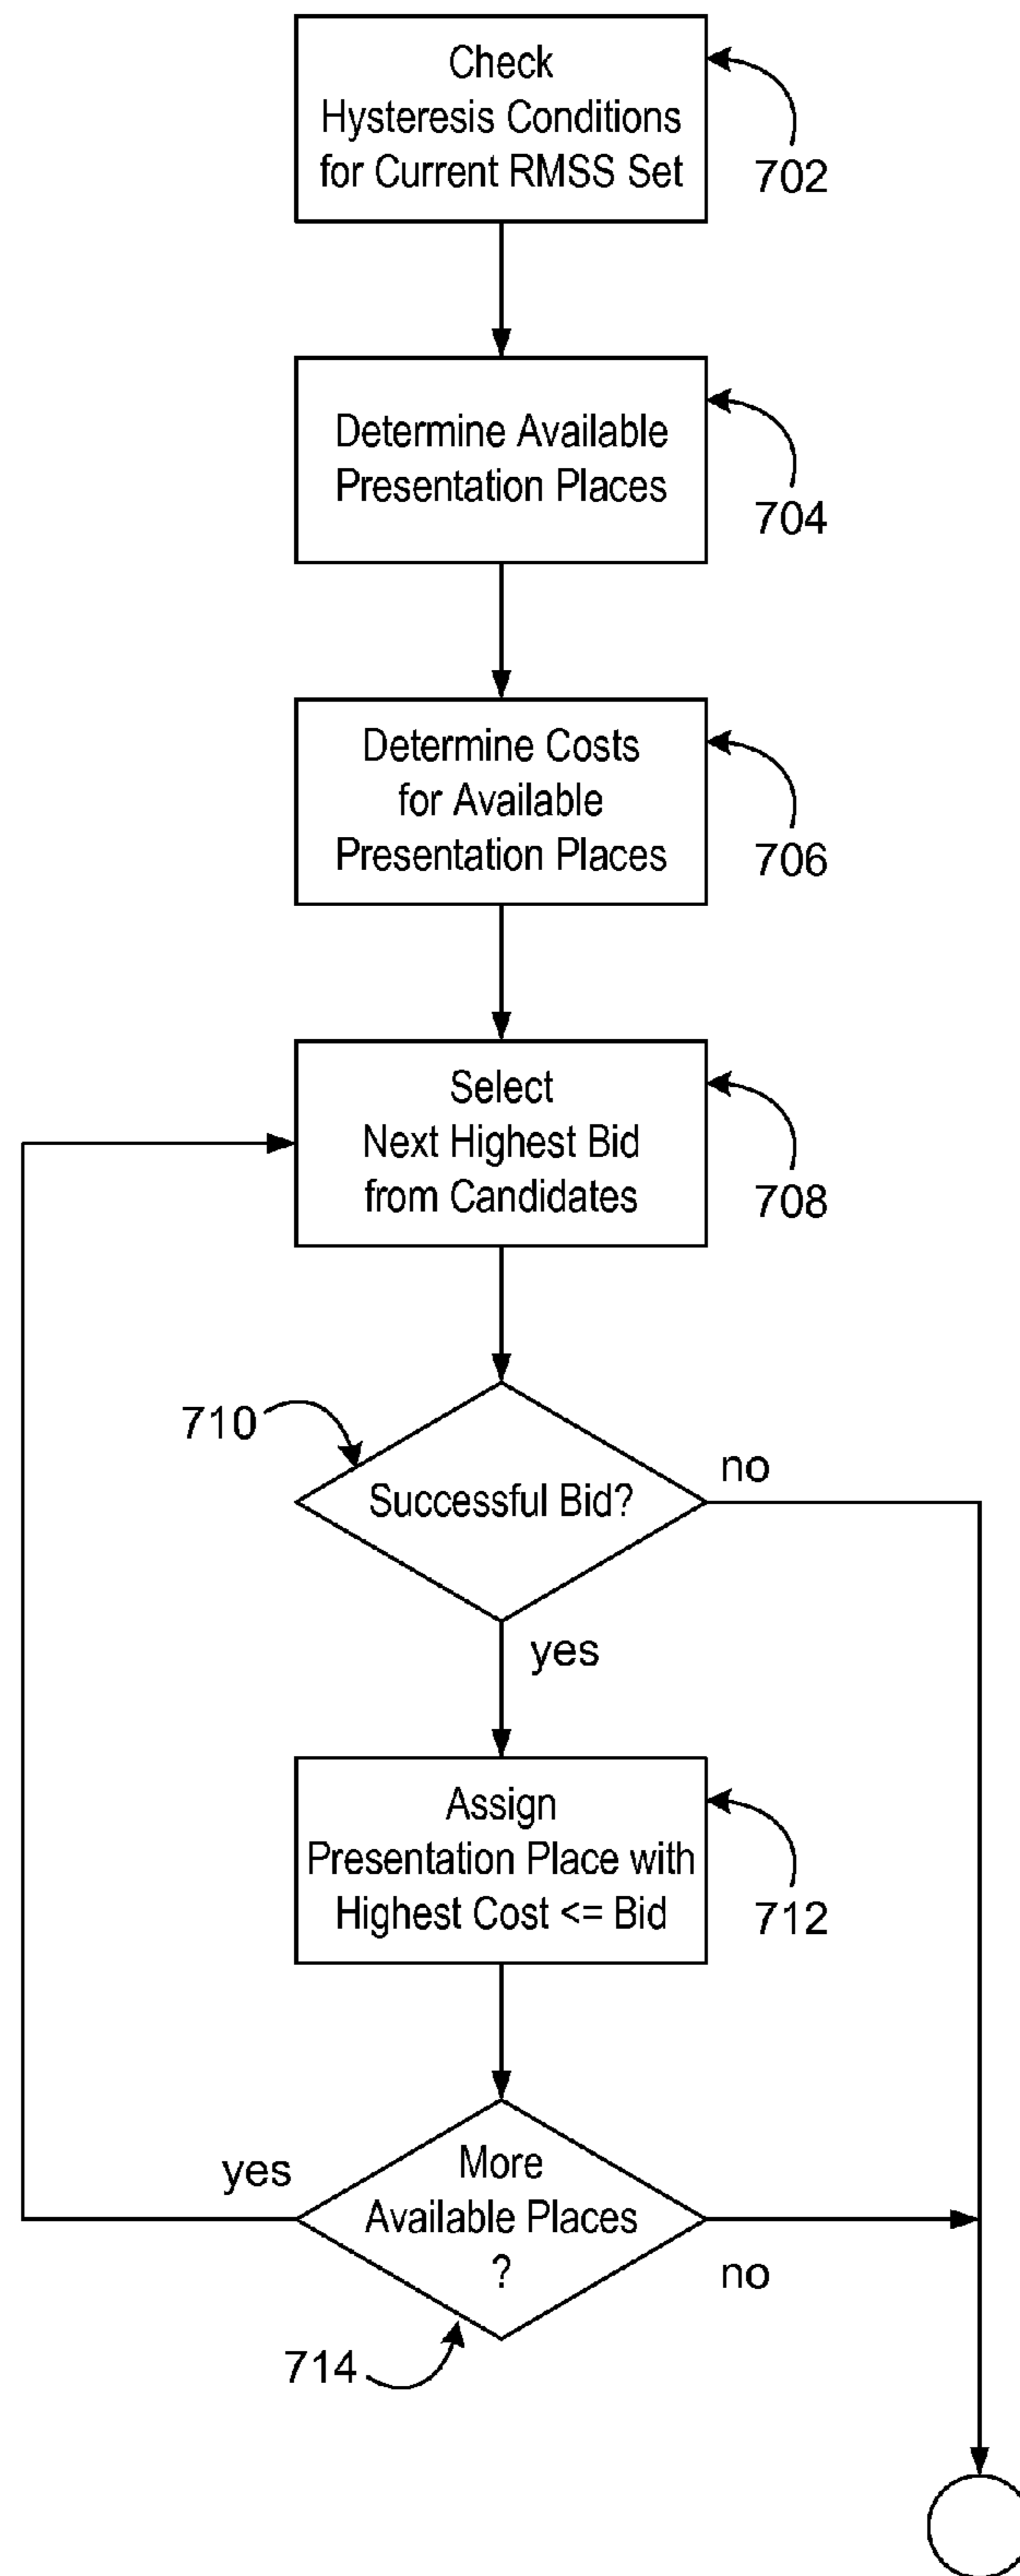 Check
Hysteresis Conditions
for Current RMSS Set
702
Determine Available
Presentation Places
704
Determine Costs
for Available
Presentation Places
706
Select
Next Highest Bid
from Candidates
708
710
Successful Bid?
no
yes
Assign
Presentation Place with
Highest Cost <= Bid
712
yes
More
Available Places
?
no
714